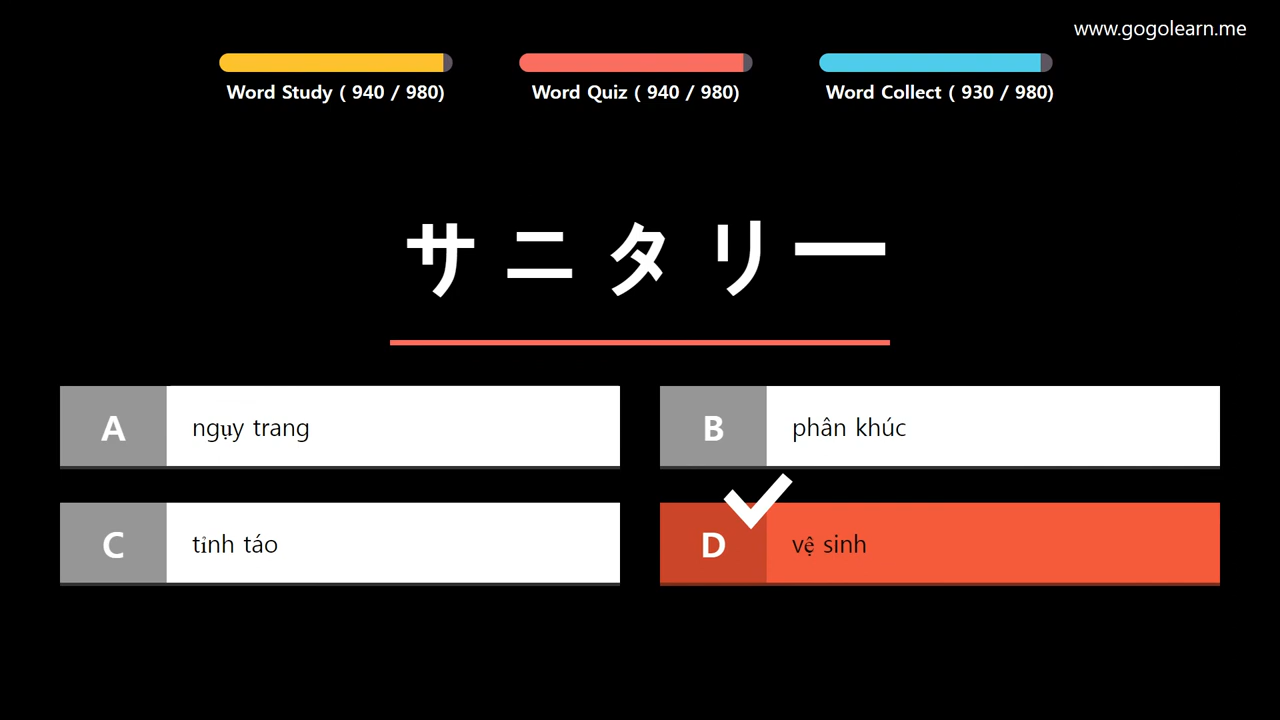 www.gogolearn.me
Word Study ( 940 / 980)
Word Quiz ( 940 / 980)
Word Collect ( 930 / 980)
サニタリー
A
ngụy trang
B
phân khúc
C
tỉnh táo
D
vệ sinh